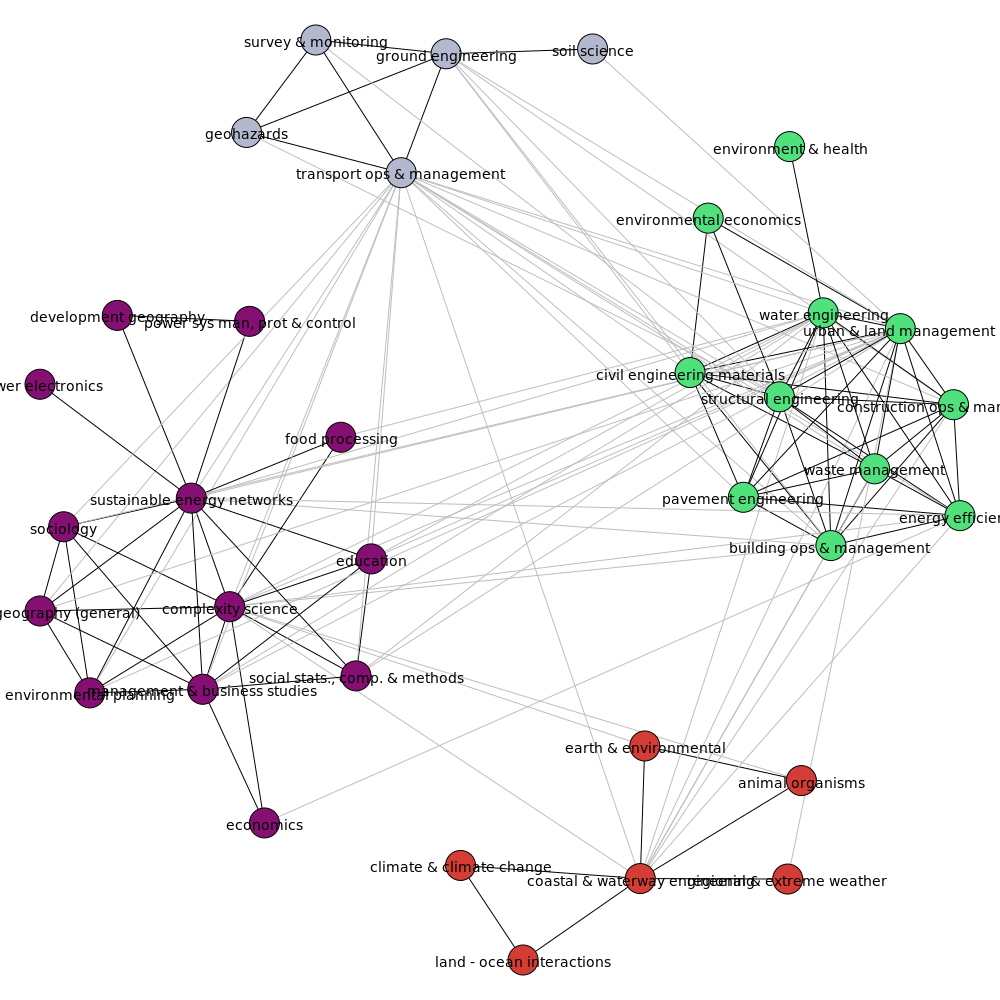 survey & monitoring
ground engineering
soil science
geohazards
transport ops & management
environment & health
environmental economics
water engineering
urban & land management
development geography
power sys man, prot & control
civil engineering materials
wer electronics
structural engineering
construction ops & mar
food processing
waste management
sustainable energy networks
pavement engineering
energy efficien
sociology
building ops & management
education
geography (general)
complexity science
social stats., comp. & methods
environmental planning
management & business studies
earth & environmental
animal organisms
economics
climate & climate change
coastal & waterway engineering
regional & extreme weather
land - ocean interactions